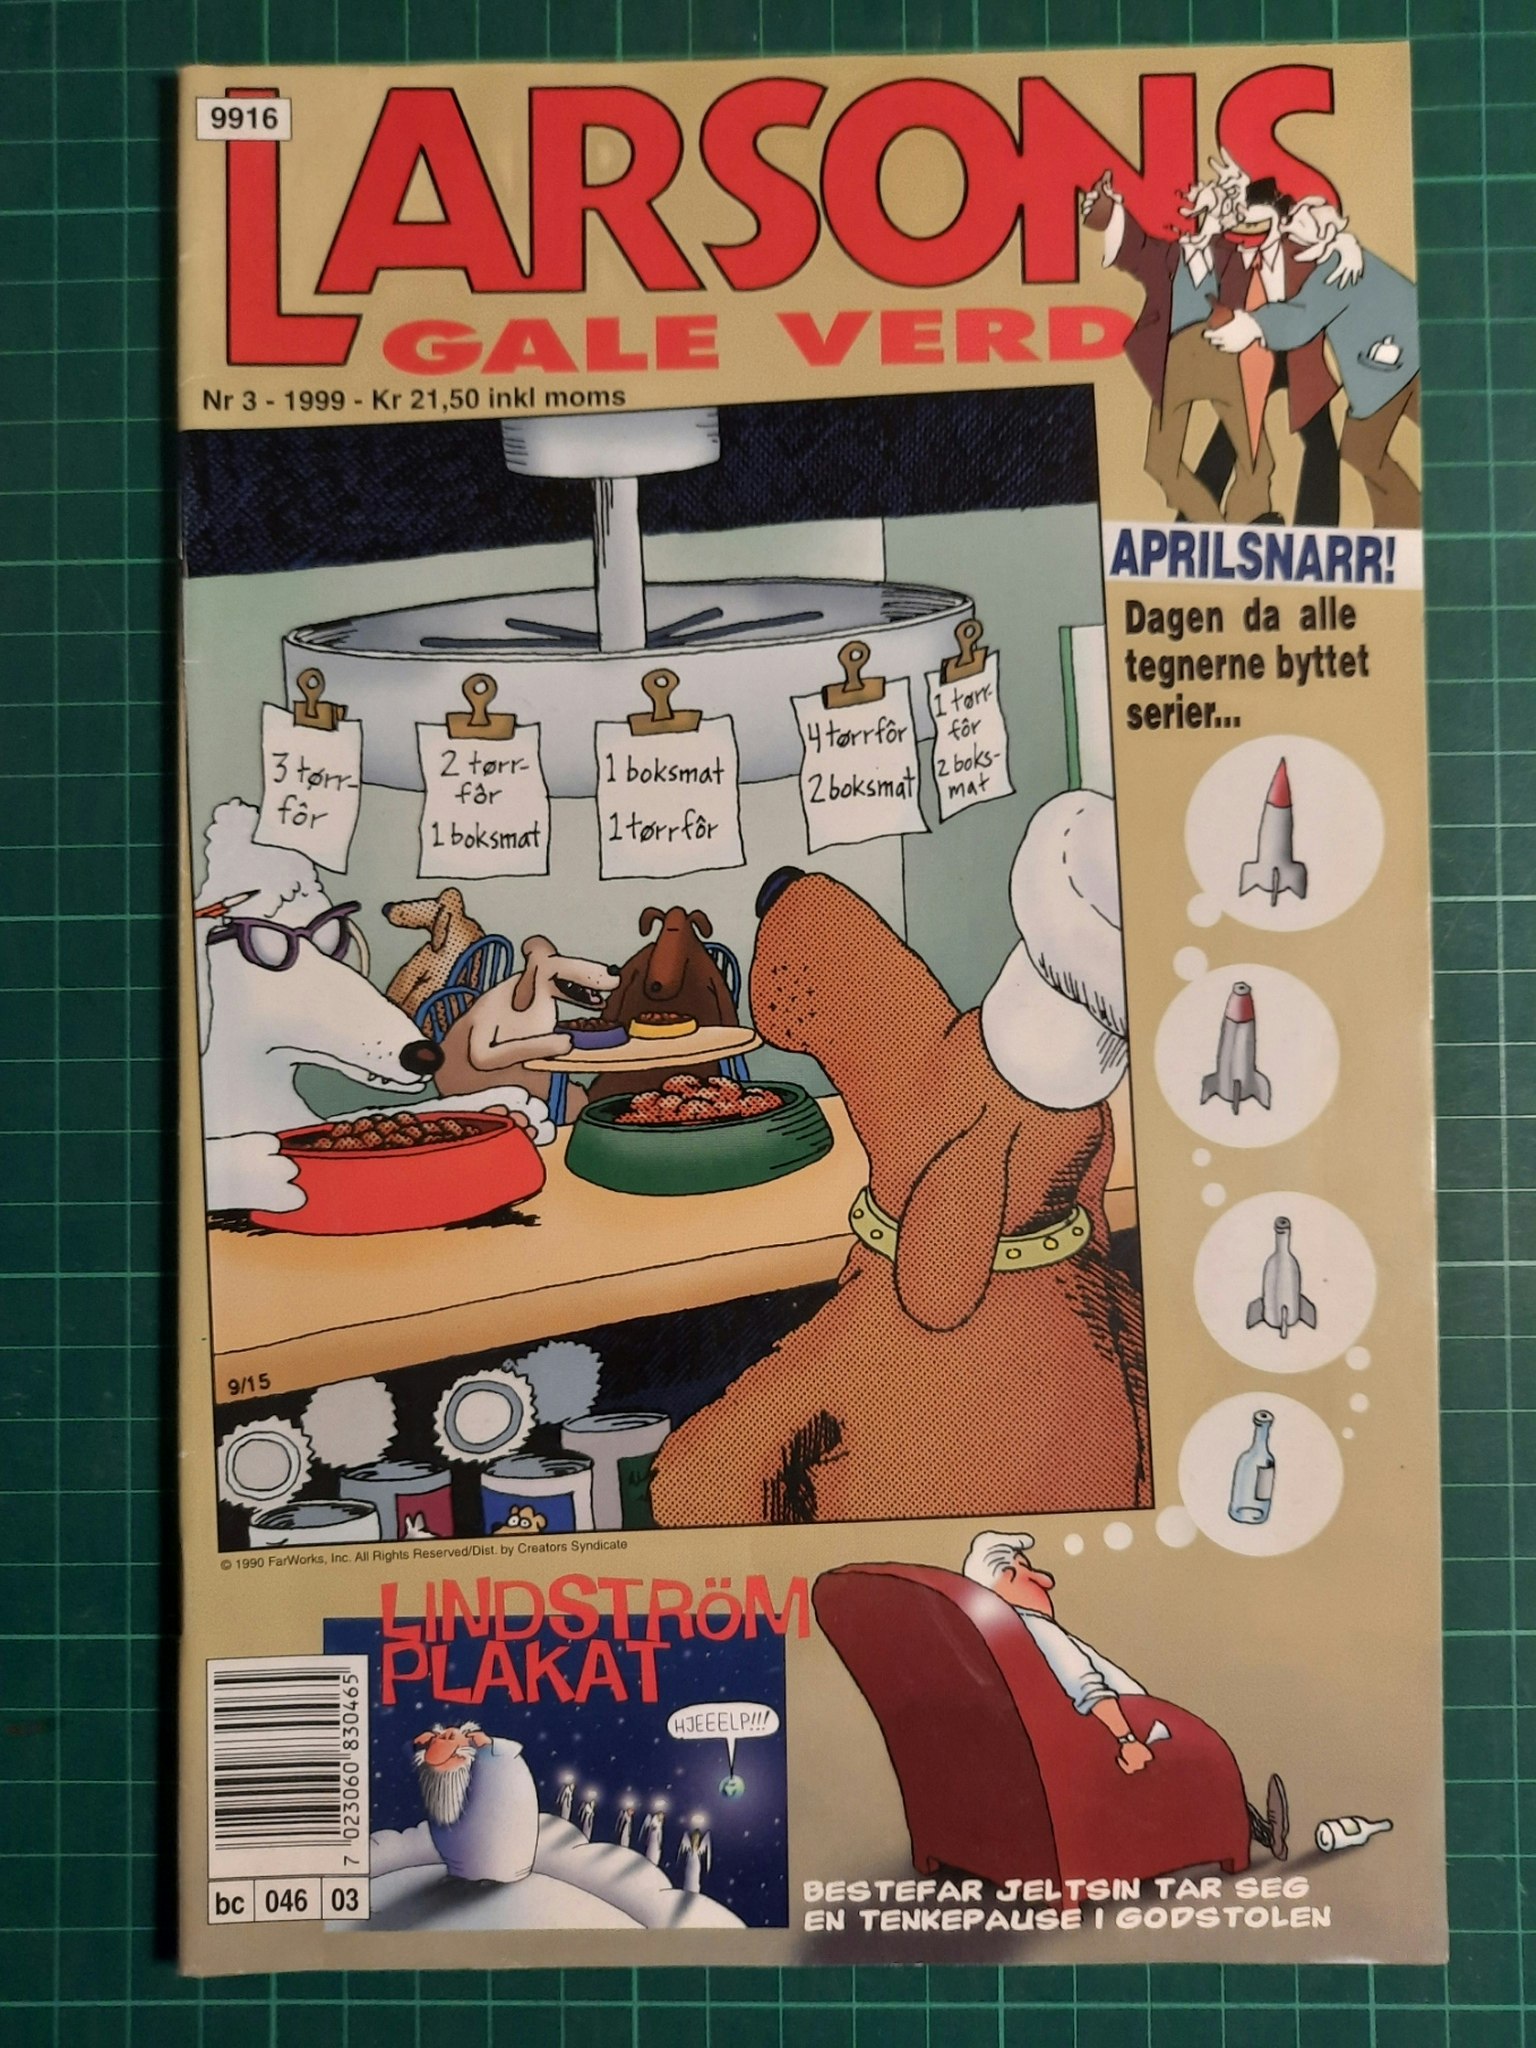 9916
LARSONS
GALE VERD
Nr 3 - 1999 - Kr 21,50 inkl moms
APRILSNARR!
Dagen da alle
tegnerne byttet
serier...
3 tørr-
fôr
2 tørr-
fôr
1 boksmat
1 boksmat
1 tørrfôr
4 tørrfôr
2 boksmat
1 tørr-
fôr
2 boks-
mat
9/15
© 1990 FarWorks, Inc. All Rights Reserved/Dist. by Creators Syndicate
LINDSTRÖM
PLAKAT
HJEEELP!!!
7 023060 830465
bc 046 03
BESTEFAR JELTSIN TAR SEG
EN TENKEPAUSE I GODSTOLEN